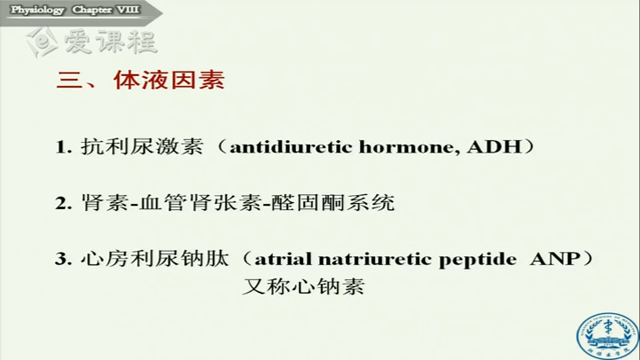 Physiology Chapter VIII
爱课程
三、体液因素
1. 抗利尿激素（antidiuretic hormone, ADH）
2. 肾素-血管肾张素-醛固酮系统
3. 心房利尿钠肽（atrial natriuretic peptide ANP）
又称心钠素